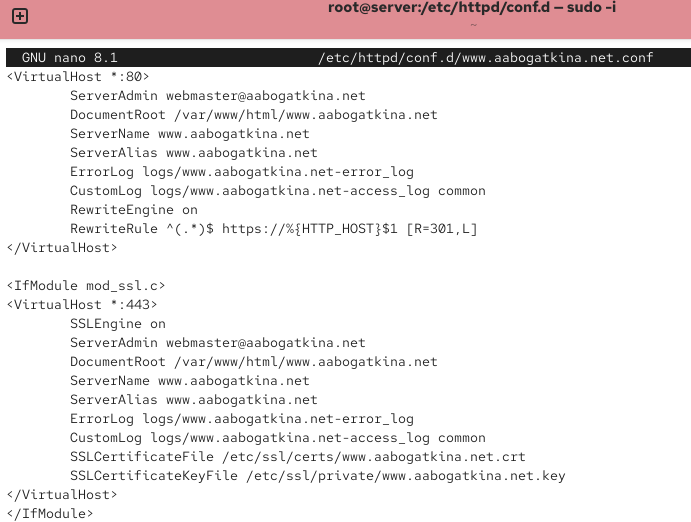 root@server:/etc/httpd/conf.d — sudo -i
~
GNU nano 8.1 /etc/httpd/conf.d/www.aabogatkina.net.conf
<VirtualHost *:80>
ServerAdmin webmaster@aabogatkina.net
DocumentRoot /var/www/html/www.aabogatkina.net
ServerName www.aabogatkina.net
ServerAlias www.aabogatkina.net
ErrorLog logs/www.aabogatkina.net-error_log
CustomLog logs/www.aabogatkina.net-access_log common
RewriteEngine on
RewriteRule ^(.*)$ https://%{HTTP_HOST}$1 [R=301,L]
</VirtualHost>

<IfModule mod_ssl.c>
<VirtualHost *:443>
SSLEngine on
ServerAdmin webmaster@aabogatkina.net
DocumentRoot /var/www/html/www.aabogatkina.net
ServerName www.aabogatkina.net
ServerAlias www.aabogatkina.net
ErrorLog logs/www.aabogatkina.net-error_log
CustomLog logs/www.aabogatkina.net-access_log common
SSLCertificateFile /etc/ssl/certs/www.aabogatkina.net.crt
SSLCertificateKeyFile /etc/ssl/private/www.aabogatkina.net.key
</VirtualHost>
</IfModule>